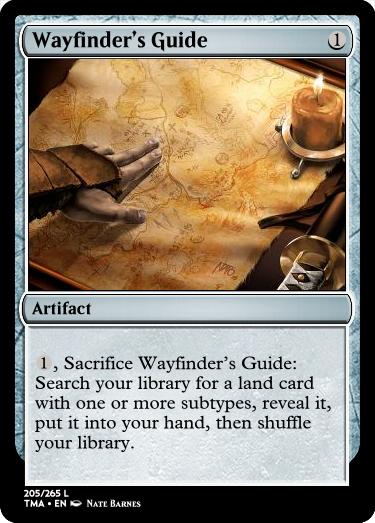 Wayfinder's Guide 1
Artifact
1, Sacrifice Wayfinder's Guide:
Search your library for a land card
with one or more subtypes, reveal it,
put it into your hand, then shuffle
your library.
205/265 L
TMA • EN Nate Barnes